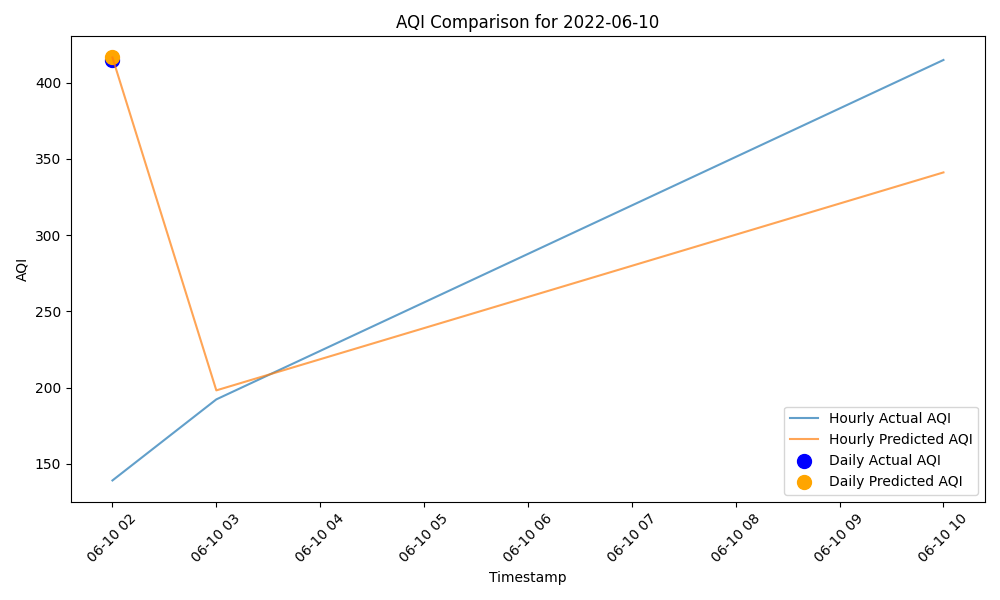 AQI Comparison for 2022-06-10
AQI
400
350
300
250
200
150
Hourly Actual AQI
Hourly Predicted AQI
Daily Actual AQI
Daily Predicted AQI
06-10 02
06-10 03
06-10 04
06-10 05
06-10 06
06-10 07
06-10 08
06-10 09
06-10 10
Timestamp